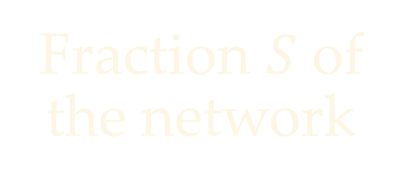 Fraction S of
the network